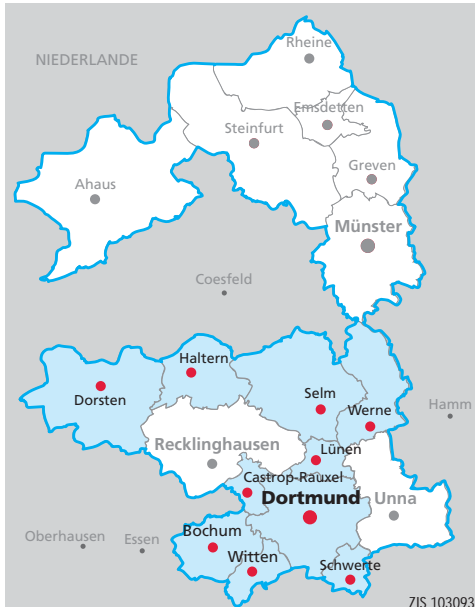 Rheine
NIEDERLANDE
Emsdetten
Steinfurt
Greven
Ahaus
Münster
Coesfeld
Haltern
Dorsten
Selm
Werne
Hamm
Recklinghausen
Lünen
Castrop-Rauxel
Dortmund
Unna
Bochum
Oberhausen
Essen
Witten
Schwerte
ZIS 103093